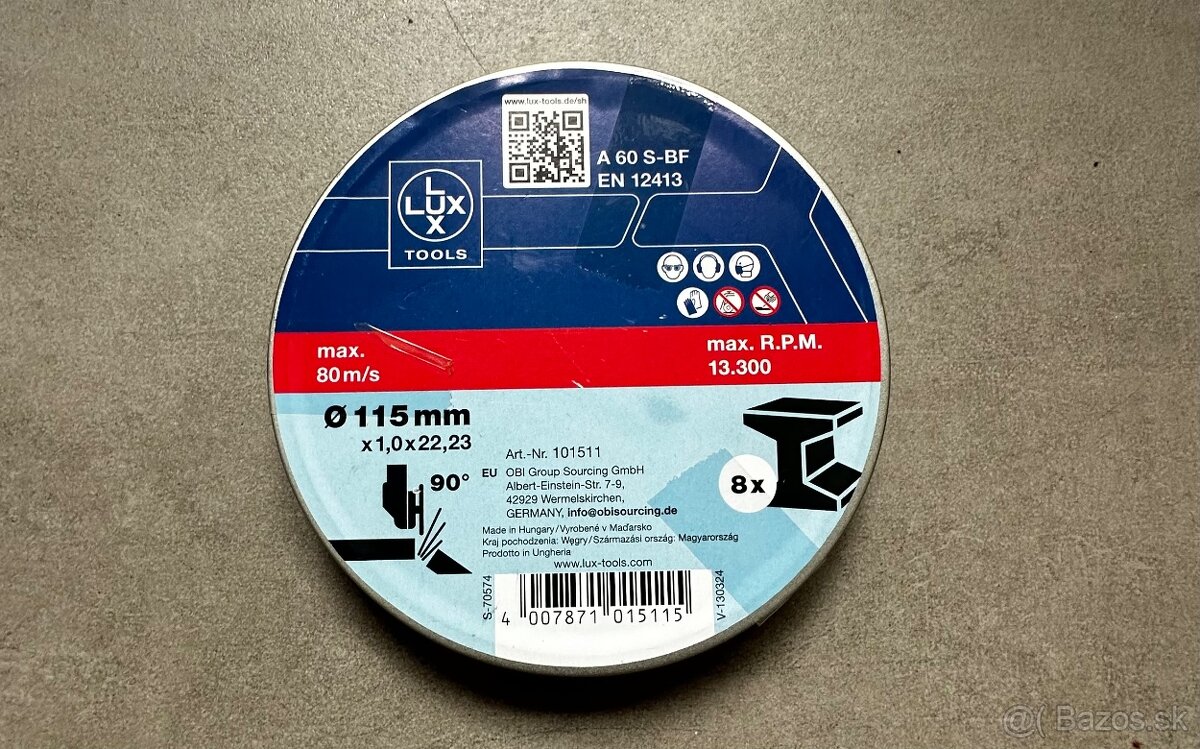 www.lux-tools.de/sh
A 60 S-BF
EN 12413
LUX
LUX
TOOLS
max.
80 m/s
max. R.P.M.
13.300
Ø 115 mm
x 1,0 x 22,23
90°
Art.-Nr. 101511
EU OBI Group Sourcing GmbH
Albert-Einstein-Str. 7-9,
42929 Wermelskirchen,
GERMANY, info@obisourcing.de
8x
Made in Hungary/Vyrobené v Maďarsko
Kraj pochodzenia: Węgry/Származási ország: Magyarország
Prodotto in Ungheria
www.lux-tools.com
S-70574
V-130324
4 007871 015115
@( Bazos.sk